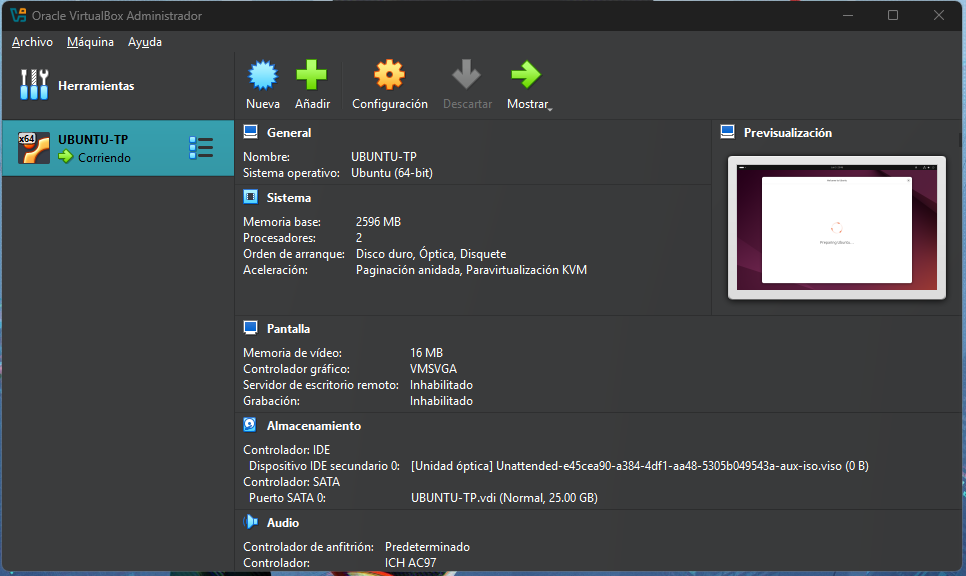 Oracle VirtualBox Administrador
Archivo Máquina Ayuda
Herramientas
Nueva Añadir Configuración Descartar Mostrar
x64
UBUNTU-TP
Corriendo
General
Nombre: UBUNTU-TP
Sistema operativo: Ubuntu (64-bit)
Previsualización
Preparing Ubuntu...
Sistema
Memoria base: 2596 MB
Procesadores: 2
Orden de arranque: Disco duro, Óptica, Disquete
Aceleración: Paginación anidada, Paravirtualización KVM
Pantalla
Memoria de vídeo: 16 MB
Controlador gráfico: VMSVGA
Servidor de escritorio remoto: Inhabilitado
Grabación: Inhabilitado
Almacenamiento
Controlador: IDE
Dispositivo IDE secundario 0: [Unidad óptica] Unattended-e45cea90-a384-4df1-aa48-5305b049543a-aux-iso.viso (0 B)
Controlador: SATA
Puerto SATA 0: UBUNTU-TP.vdi (Normal, 25.00 GB)
Audio
Controlador de anfitrión: Predeterminado
Controlador: ICH AC97